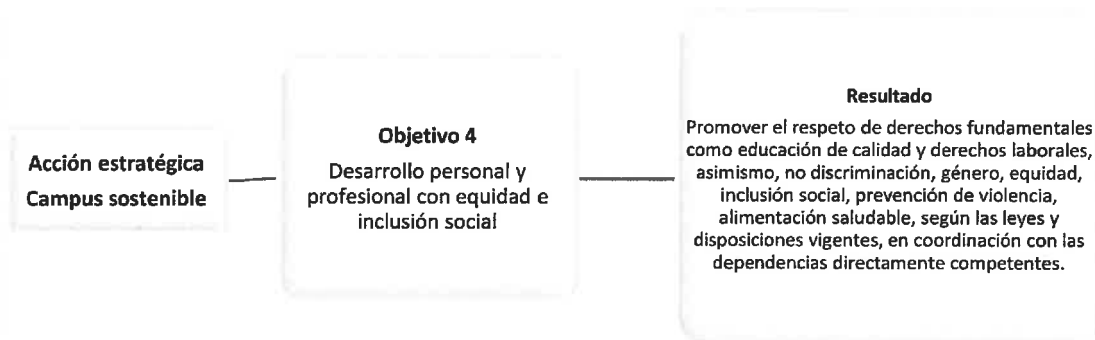 Acción estratégica
Campus sostenible
Objetivo 4
Desarrollo personal y
profesional con equidad e
inclusión social
Resultado
Promover el respeto de derechos fundamentales
como educación de calidad y derechos laborales,
asimismo, no discriminación, género, equidad,
inclusión social, prevención de violencia,
alimentación saludable, según las leyes y
disposiciones vigentes, en coordinación con las
dependencias directamente competentes.